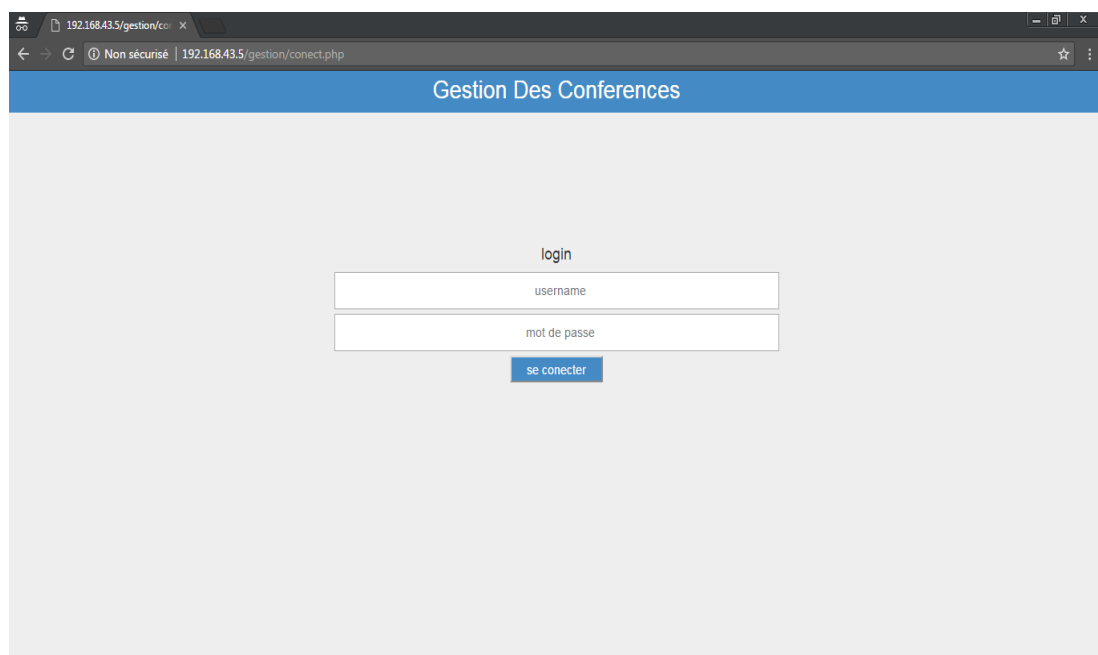 192.168.43.5/gestion/co
Non sécurisé | 192.168.43.5/gestion/conect.php
Gestion Des Conferences
login
username
mot de passe
se conecter